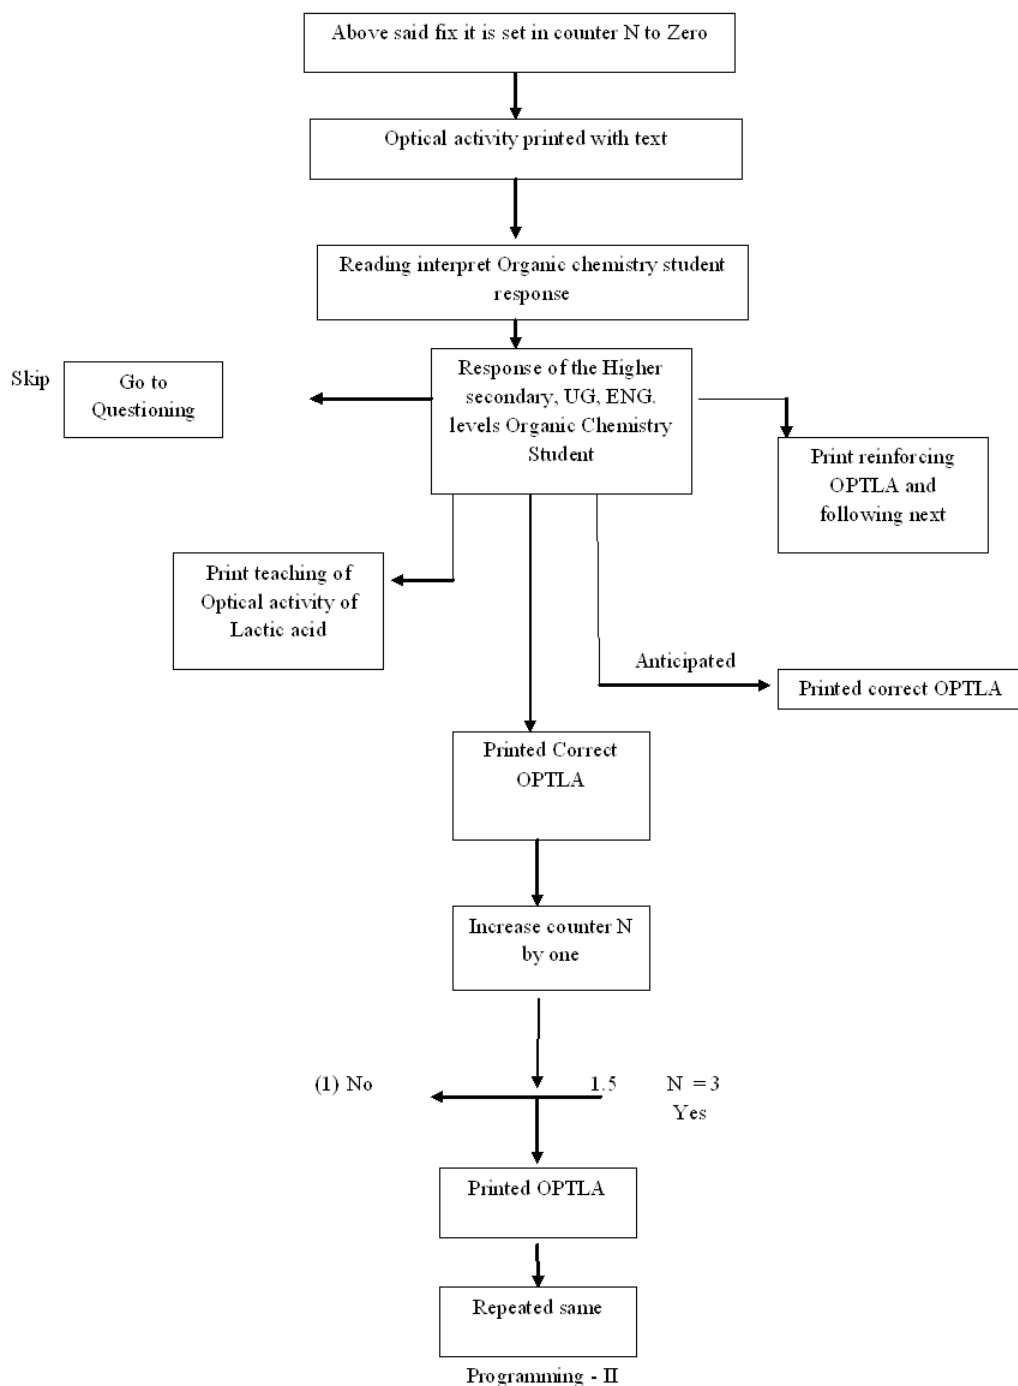 Above said fix it is set in counter N to Zero
Optical activity printed with text
Reading interpret Organic chemistry student
response
Skip
Go to
Questioning
Response of the Higher
secondary, UG, ENG.
levels Organic Chemistry
Student
Print reinforcing
OPTLA and
following next
Print teaching of
Optical activity of
Lactic acid
Anticipated
Printed correct OPTLA
Printed Correct
OPTLA
Increase counter N
by one
(1) No
1.5 N = 3
Yes
Printed OPTLA
Repeated same
Programming - II